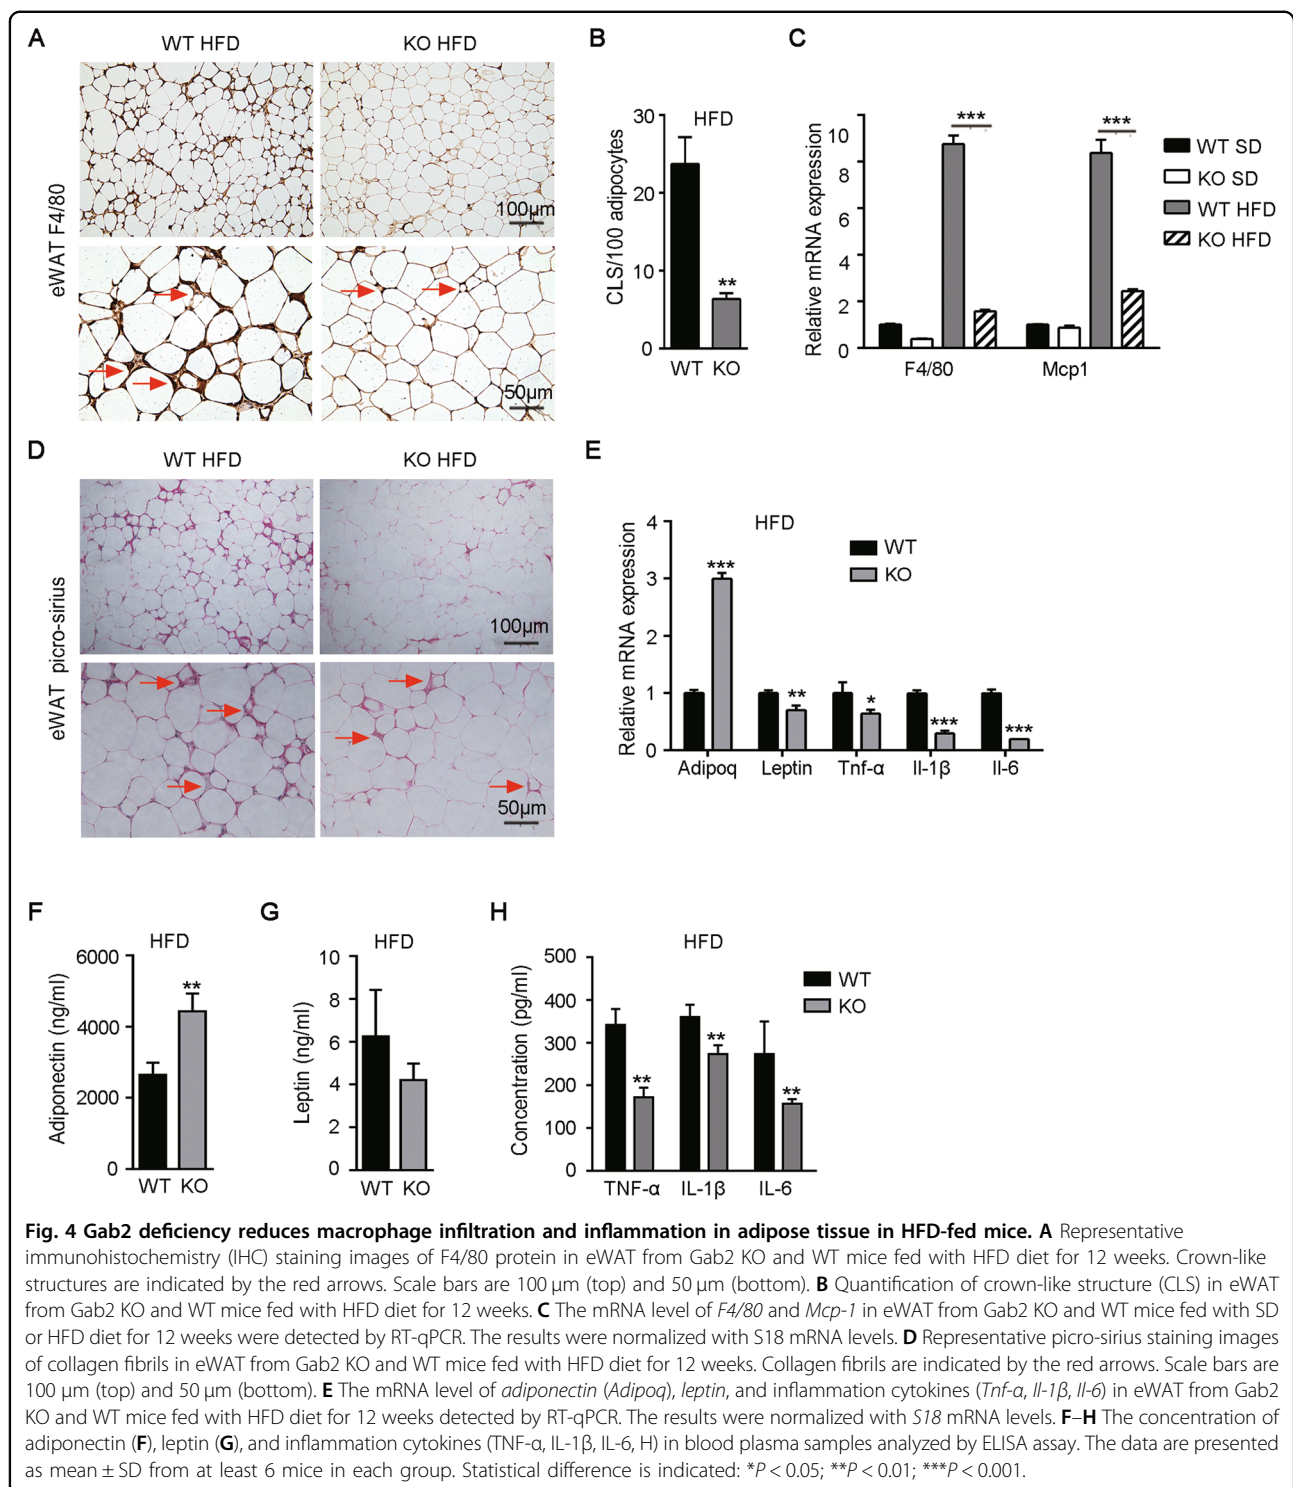 A
WT HFD
KO HFD
eWAT F4/80
100μm
50μm
B
HFD
CLS/100 adipocytes
30
20
10
0
**
WT KO
C
Relative mRNA expression
10
8
6
4
2
0
***
***
F4/80
Mcp1
WT SD
KO SD
WT HFD
KO HFD
D
WT HFD
KO HFD
eWAT picro-sirius
100μm
50μm
E
HFD
WT
KO
Relative mRNA expression
4
3
2
1
0
***
**
*
***
***
Adipoq
Leptin
Tnf-α
Il-1β
Il-6
F
HFD
Adiponectin (ng/ml)
6000
4000
2000
0
**
WT KO
G
HFD
Leptin (ng/ml)
10
8
6
4
2
0
WT KO
H
HFD
Concentration (pg/ml)
500
400
300
200
100
0
**
**
**
TNF-α
IL-1β
IL-6
WT
KO
Fig. 4 Gab2 deficiency reduces macrophage infiltration and inflammation in adipose tissue in HFD-fed mice. A Representative
immunohistochemistry (IHC) staining images of F4/80 protein in eWAT from Gab2 KO and WT mice fed with HFD diet for 12 weeks. Crown-like
structures are indicated by the red arrows. Scale bars are 100 μm (top) and 50 μm (bottom). B Quantification of crown-like structure (CLS) in eWAT
from Gab2 KO and WT mice fed with HFD diet for 12 weeks. C The mRNA level of F4/80 and Mcp-1 in eWAT from Gab2 KO and WT mice fed with SD
or HFD diet for 12 weeks were detected by RT-qPCR. The results were normalized with S18 mRNA levels. D Representative picro-sirius staining images
of collagen fibrils in eWAT from Gab2 KO and WT mice fed with HFD diet for 12 weeks. Collagen fibrils are indicated by the red arrows. Scale bars are
100 μm (top) and 50 μm (bottom). E The mRNA level of adiponectin (Adipoq), leptin, and inflammation cytokines (Tnf-α, Il-1β, Il-6) in eWAT from Gab2
KO and WT mice fed with HFD diet for 12 weeks detected by RT-qPCR. The results were normalized with S18 mRNA levels. F–H The concentration of
adiponectin (F), leptin (G), and inflammation cytokines (TNF-α, IL-1β, IL-6, H) in blood plasma samples analyzed by ELISA assay. The data are presented
as mean ± SD from at least 6 mice in each group. Statistical difference is indicated: *P < 0.05; **P < 0.01; ***P < 0.001.